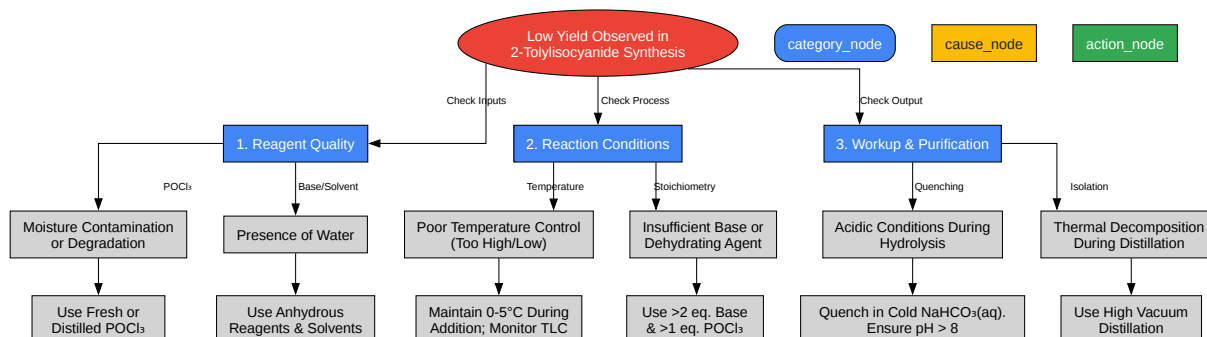 Low Yield Observed in
2-Tolylisocyanide Synthesis
category_node
cause_node
action_node
Check Inputs
Check Process
Check Output
1. Reagent Quality
2. Reaction Conditions
3. Workup & Purification
POCl₃
Base/Solvent
Temperature
Stoichiometry
Quenching
Isolation
Moisture Contamination
or Degradation
Presence of Water
Poor Temperature Control
(Too High/Low)
Insufficient Base or
Dehydrating Agent
Acidic Conditions During
Hydrolysis
Thermal Decomposition
During Distillation
Use Fresh or
Distilled POCl₃
Use Anhydrous
Reagents & Solvents
Maintain 0-5°C During
Addition; Monitor TLC
Use >2 eq. Base
& >1 eq. POCl₃
Quench in Cold NaHCO₃(aq).
Ensure pH > 8
Use High Vacuum
Distillation